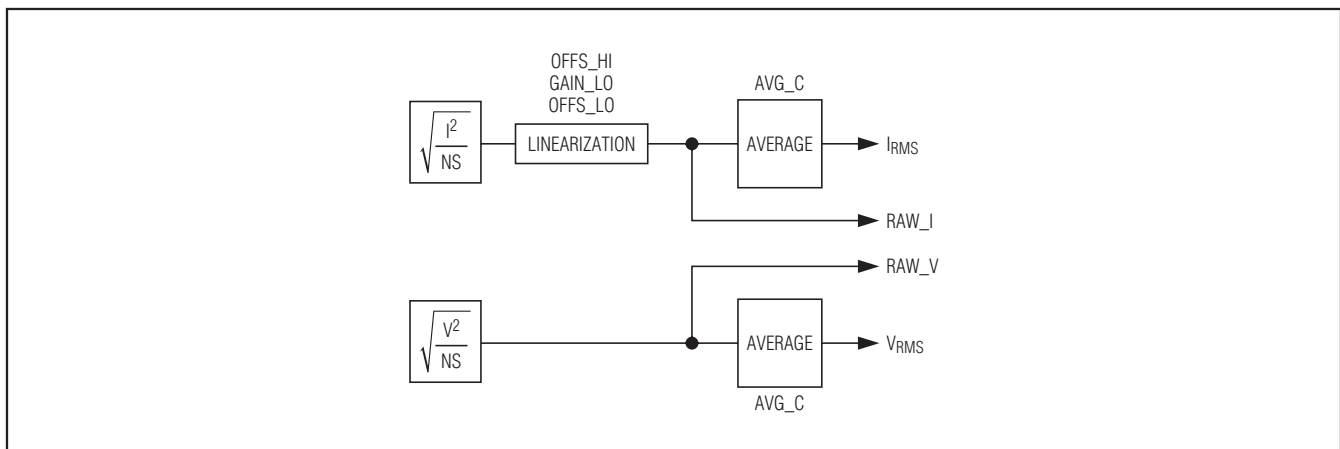 OFFS_HI
GAIN_LO
OFFS_LO
AVG_C
I²
NS
LINEARIZATION
AVERAGE
IRMS
RAW_I
RAW_V
V²
NS
AVERAGE
VRMS
AVG_C